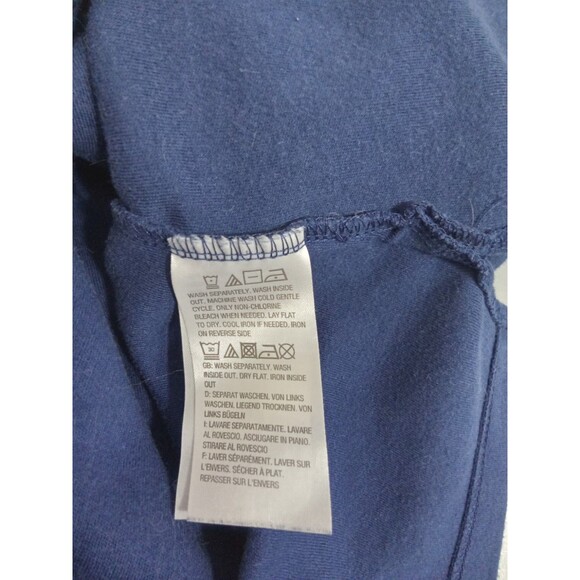 WASH SEPARATELY. WASH INSIDE
OUT. MACHINE WASH COLD GENTLE
CYCLE. ONLY NON-CHLORINE
BLEACH WHEN NEEDED. LAY FLAT
TO DRY. COOL IRON IF NEEDED. IRON
ON REVERSE SIDE
30
GB: WASH SEPARATELY. WASH
INSIDE OUT. DRY FLAT. IRON INSIDE
OUT
D: SEPARAT WASCHEN. VON LINKS
WASCHEN. LIEGEND TROCKNEN. VON
LINKS BÜGELN
I: LAVARE SEPARATAMENTE. LAVARE
AL ROVESCIO. ASCIUGARE IN PIANO.
STIRARE AL ROVESCIO
F: LAVER SÉPARÉMENT. LAVER SUR
L'ENVERS. SÉCHER À PLAT.
REPASSER SUR L'ENVERS